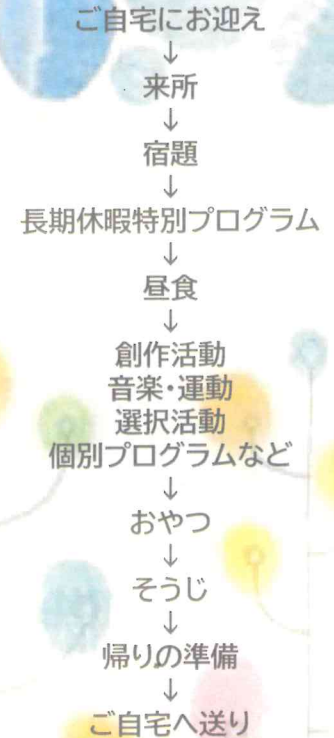 ご自宅にお迎え
↓
来所
↓
宿題
↓
長期休暇特別プログラム
↓
昼食
↓
創作活動
音楽・運動
選択活動
個別プログラムなど
↓
おやつ
↓
そうじ
↓
帰りの準備
↓
ご自宅へ送り